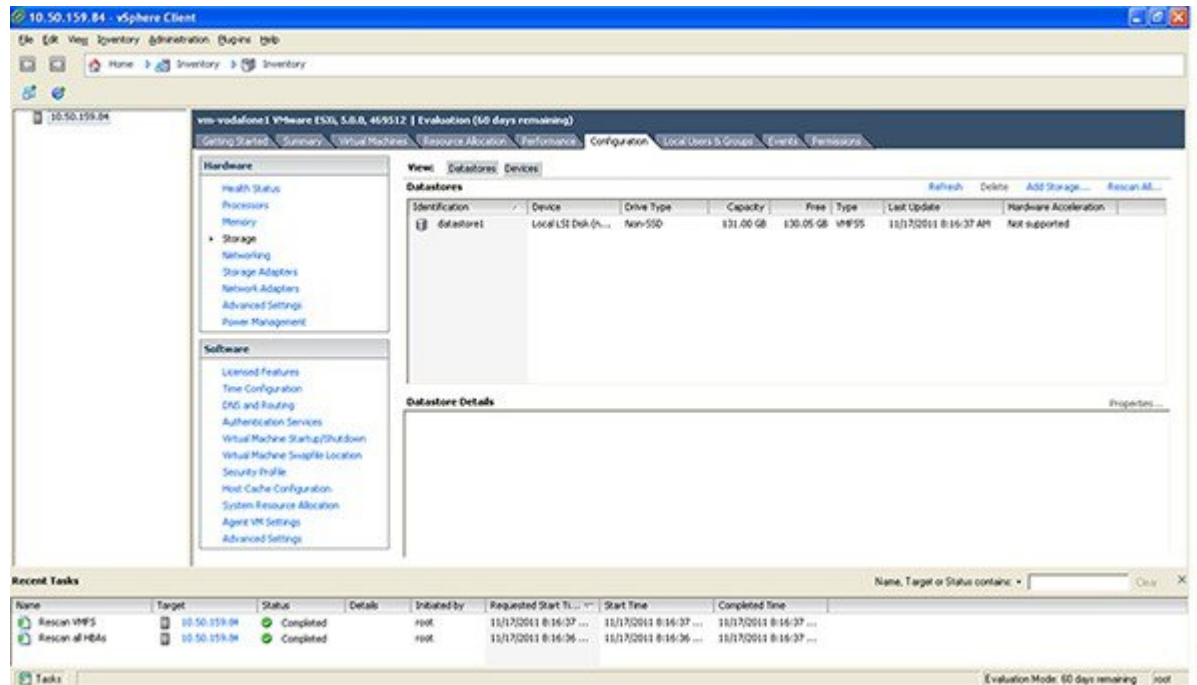 10.50.159.84 - vSphere Client
File Edit View Inventory Administration Plug-ins Help
Home Inventory Inventory
10.50.159.84
vm-vodafone1 VMware ESXi, 5.0.0, 469512 | Evaluation (60 days remaining)
Getting Started Summary Virtual Machines Resource Allocation Performance Configuration Local Users & Groups Events Permissions
Hardware
Health Status
Processors
Memory
Storage
Networking
Storage Adapters
Network Adapters
Advanced Settings
Power Management
Software
Licensed Features
Time Configuration
DNS and Routing
Authentication Services
Virtual Machine Startup/Shutdown
Virtual Machine Swapfile Location
Security Profile
Host Cache Configuration
System Resource Allocation
Agent VM Settings
Advanced Settings
View: Datastores Devices
Datastores Refresh Delete Add Storage... Rescan All...
Identification Device Drive Type Capacity Free Type Last Update Hardware Acceleration
datastore1 Local LSI Disk (n... Non-SSD 131.00 GB 130.05 GB VMFS5 11/17/2011 8:16:37 AM Not supported
Datastore Details Properties...
Recent Tasks Name, Target or Status contains: Clear X
Name Target Status Details Initiated by Requested Start Ti... Start Time Completed Time
Rescan VMFS 10.50.159.84 Completed root 11/17/2011 8:16:37 ... 11/17/2011 8:16:37 ... 11/17/2011 8:16:37 ...
Rescan all HBAs 10.50.159.84 Completed root 11/17/2011 8:16:36 ... 11/17/2011 8:16:36 ... 11/17/2011 8:16:37 ...
Tasks Evaluation Mode: 60 days remaining root